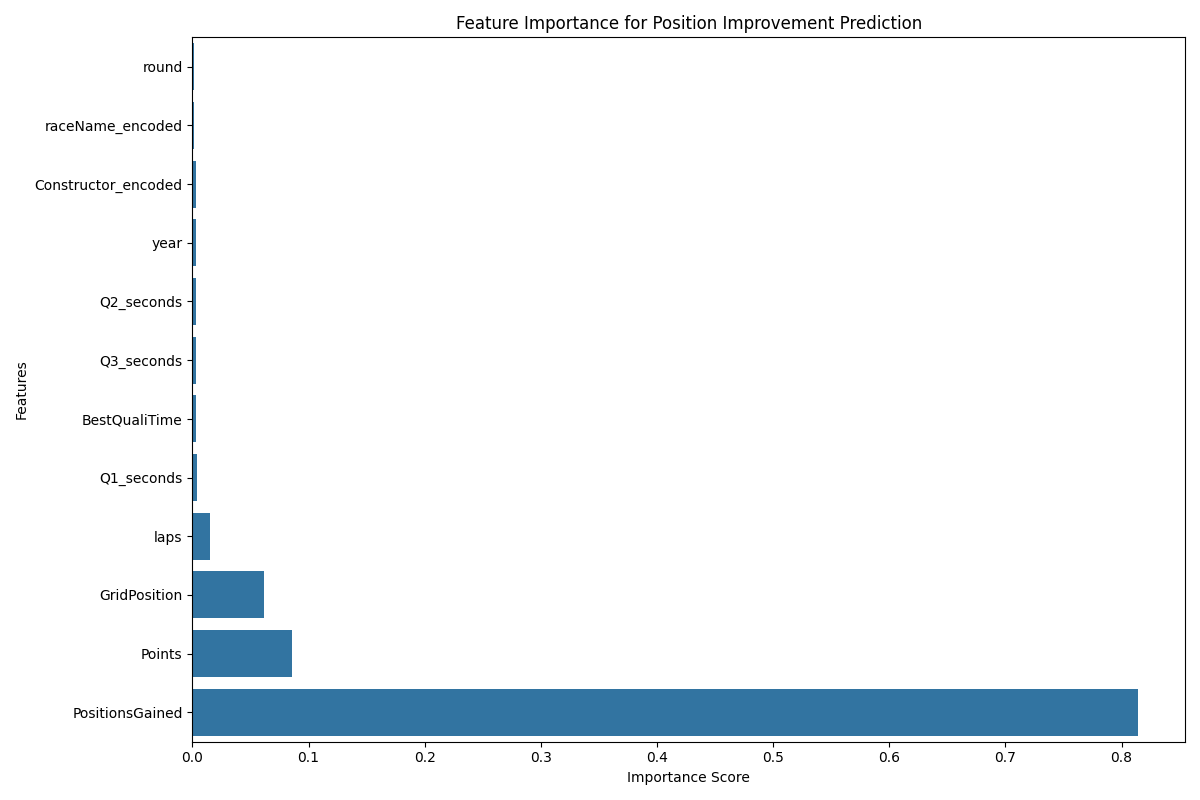 Feature Importance for Position Improvement Prediction
round
raceName_encoded
Constructor_encoded
year
Q2_seconds
Q3_seconds
BestQualiTime
Q1_seconds
laps
GridPosition
Points
PositionsGained
Features
0.0 0.1 0.2 0.3 0.4 0.5 0.6 0.7 0.8
Importance Score